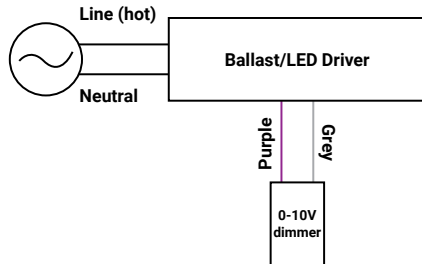 Line (hot)
Ballast/LED Driver
Neutral
Purple
Grey
0-10V
dimmer